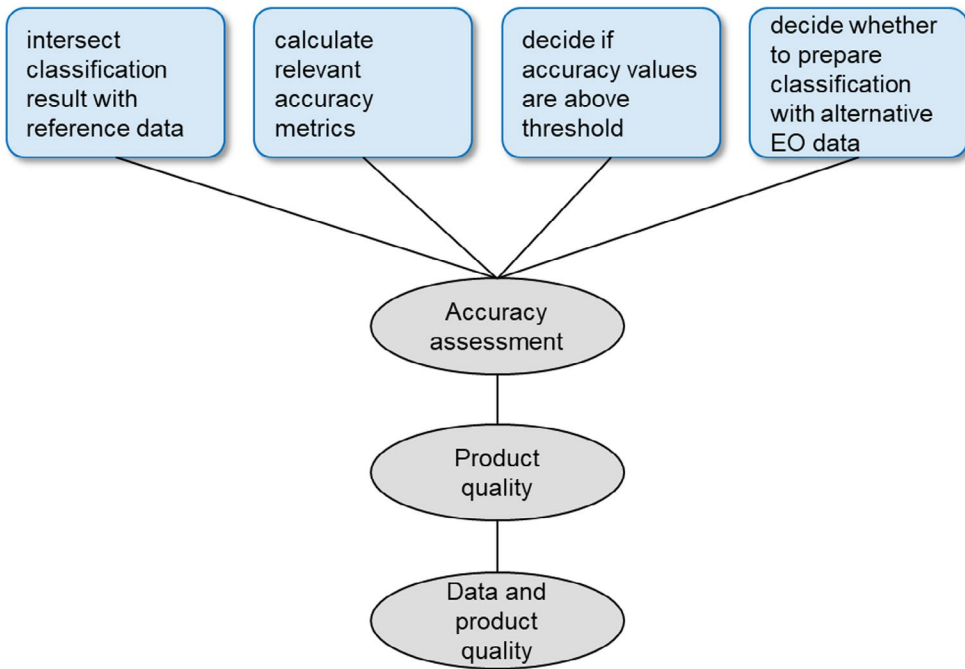 intersect
classification
result with
reference data
calculate
relevant
accuracy
metrics
decide if
accuracy values
are above
threshold
decide whether
to prepare
classification
with alternative
EO data
Accuracy
assessment
Product
quality
Data and
product
quality